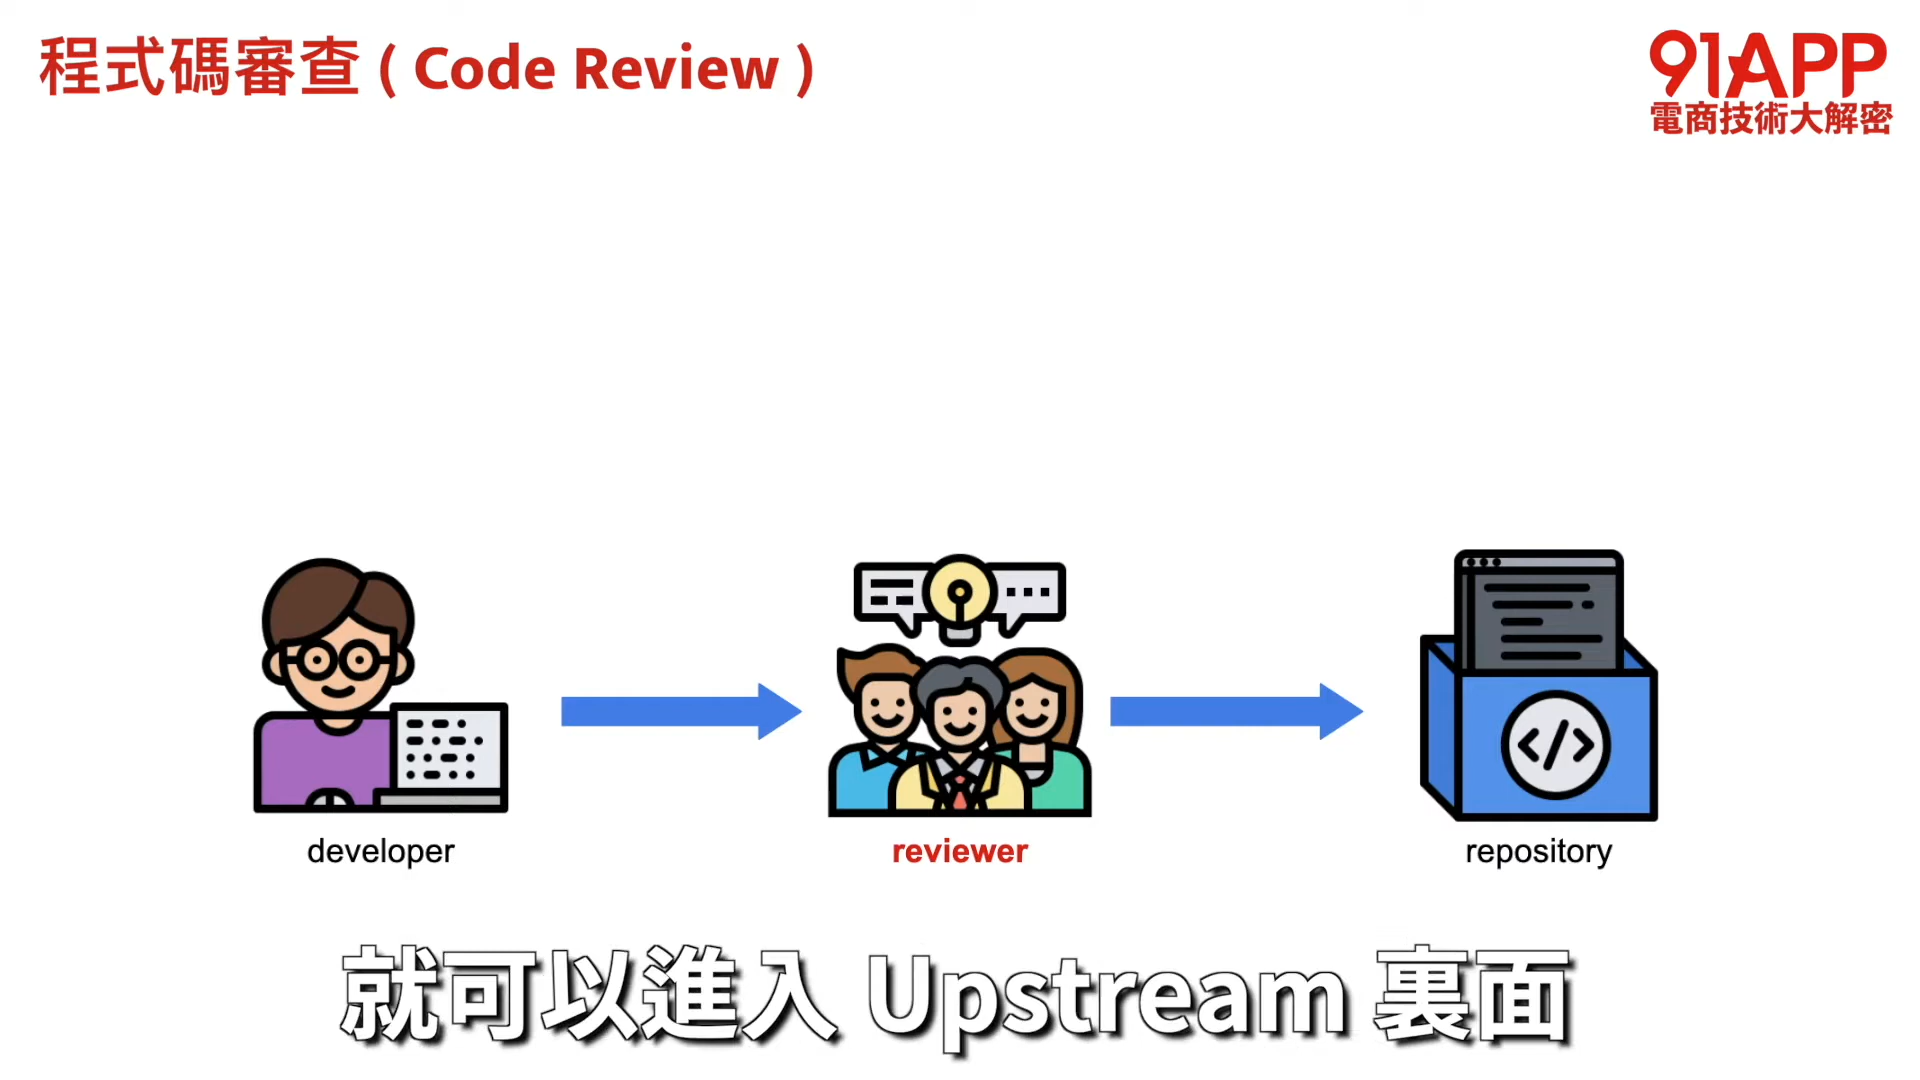 程式碼審查 ( Code Review )
91APP
電商技術大解密
developer
reviewer
repository
就可以進入 Upstream 裏面